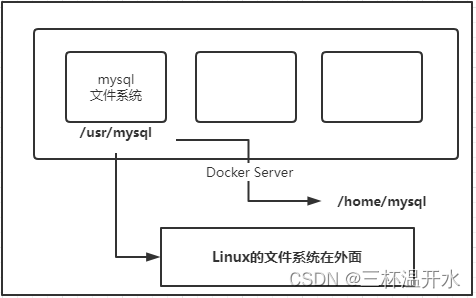 mysql
文件系统
/usr/mysql
Docker Server
/home/mysql
Linux的文件系统在外面
CSDN @三杯温开水